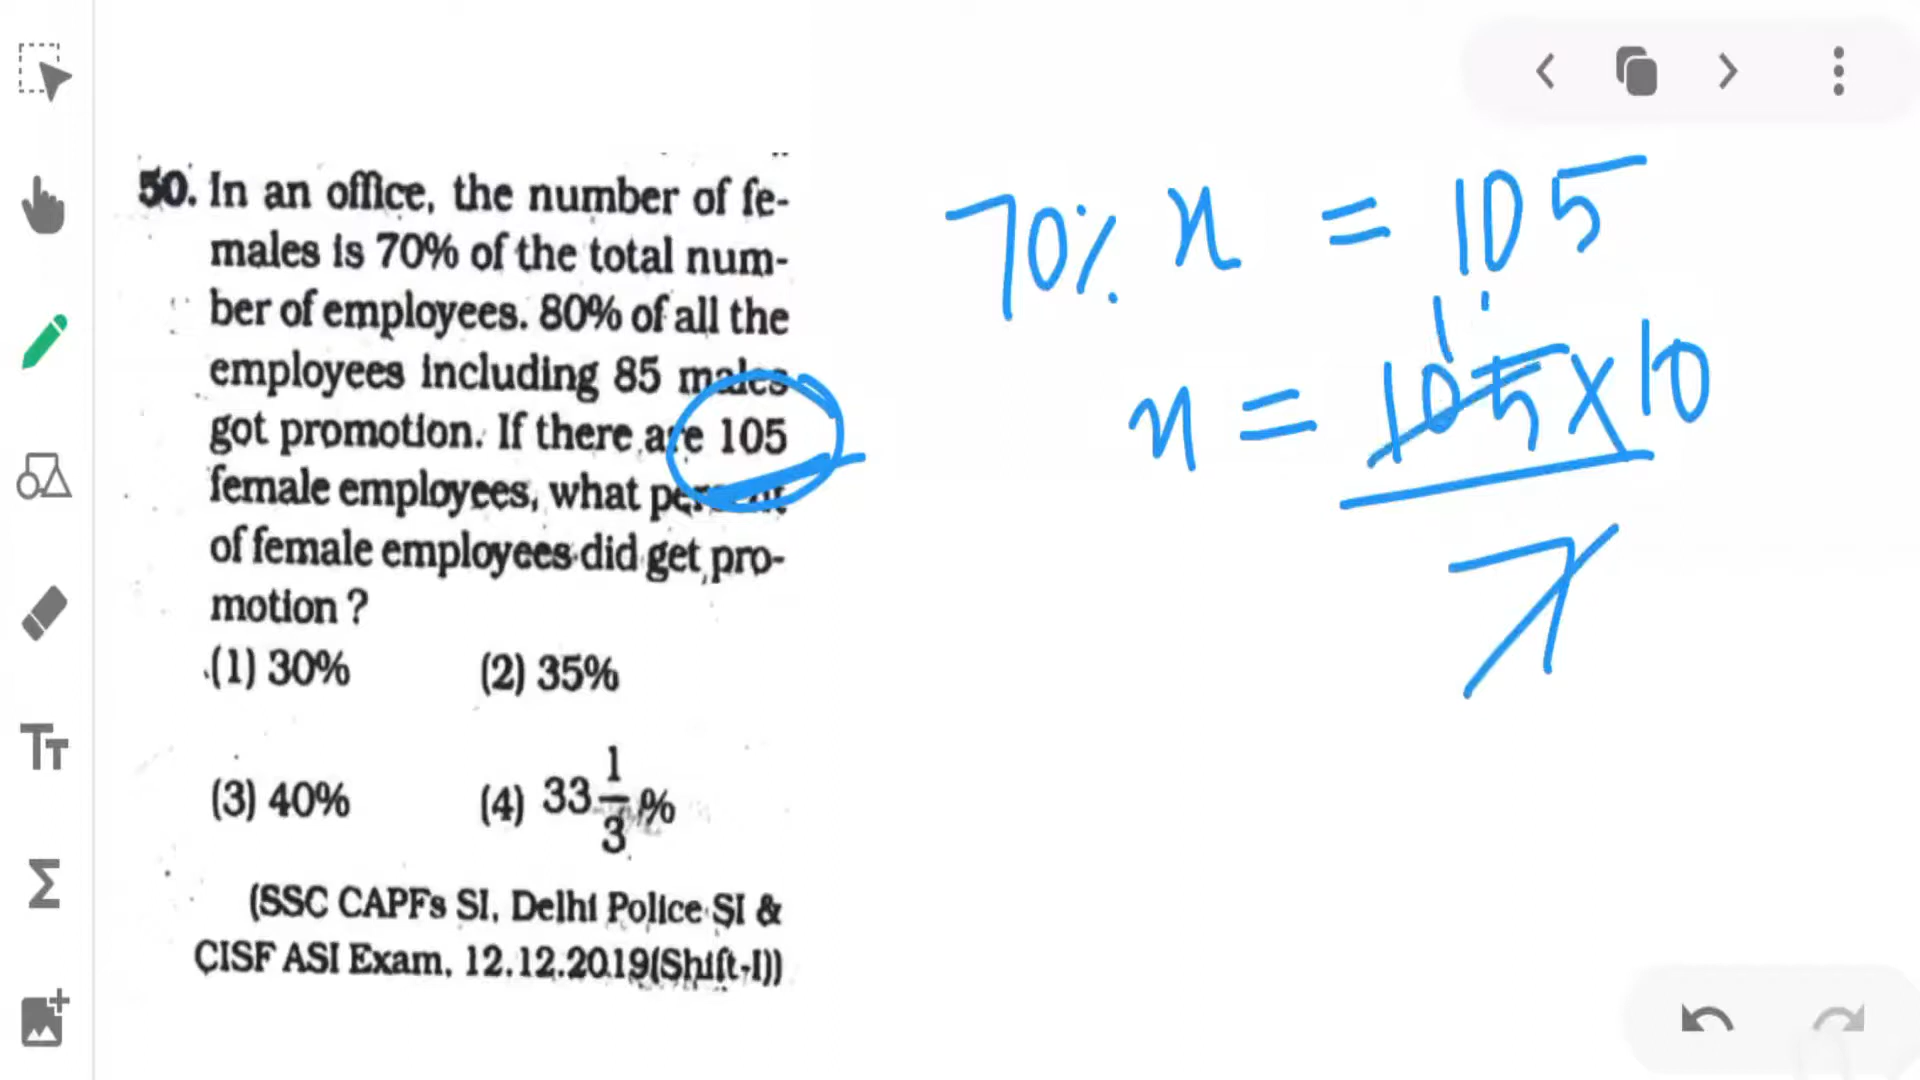 50. In an office, the number of fe-
males is 70% of the total num-
ber of employees. 80% of all the
employees including 85 males
got promotion. If there are 105
female employees, what percent
of female employees did get pro-
motion ?
(1) 30% (2) 35%
(3) 40% (4) 33 1/3 %
(SSC CAPFs SI, Delhi Police SI &
CISF ASI Exam, 12.12.2019(Shift-I))
70% x = 105
15
x = 105 x 10
7
TT
Σ